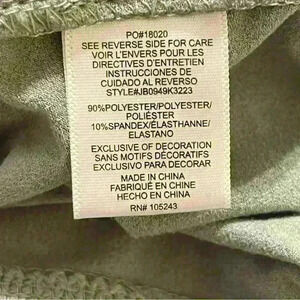 PO#18020
SEE REVERSE SIDE FOR CARE
VOIR L'ENVERS POUR LES
DIRECTIVES D'ENTRETIEN
INSTRUCCIONES DE
CUIDADO AL REVERSO
STYLE#JB0949K3223
90%POLYESTER/POLYESTER/
POLIÉSTER
10%SPANDEX/ÉLASTHANNE/
ELASTANO
EXCLUSIVE OF DECORATION
SANS MOTIFS DÉCORATIFS
EXCLUSIVO PARA DECORAR
MADE IN CHINA
FABRIQUÉ EN CHINE
HECHO EN CHINA
RN# 105243